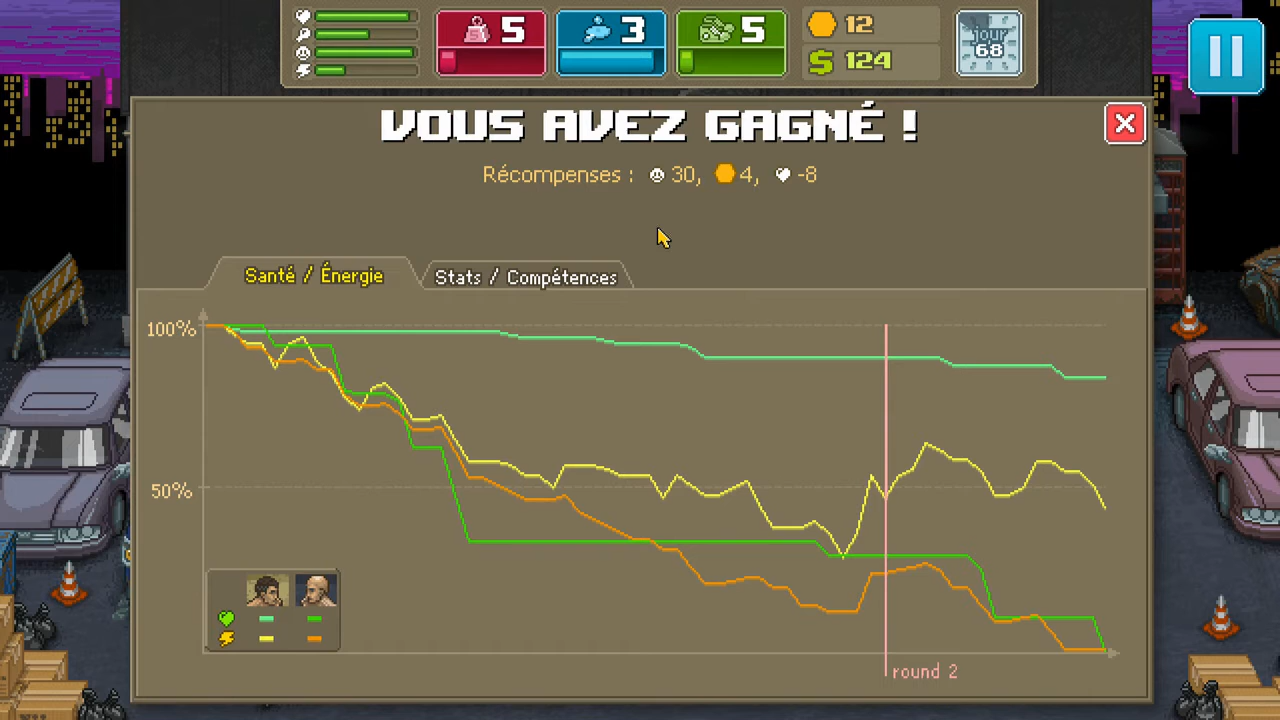 5 3 5 12
$ 124
jour
68
VOUS AVEZ GAGNÉ !
Récompenses : 30, 4, -8
Santé / Énergie Stats / Compétences
100%
50%
round 2